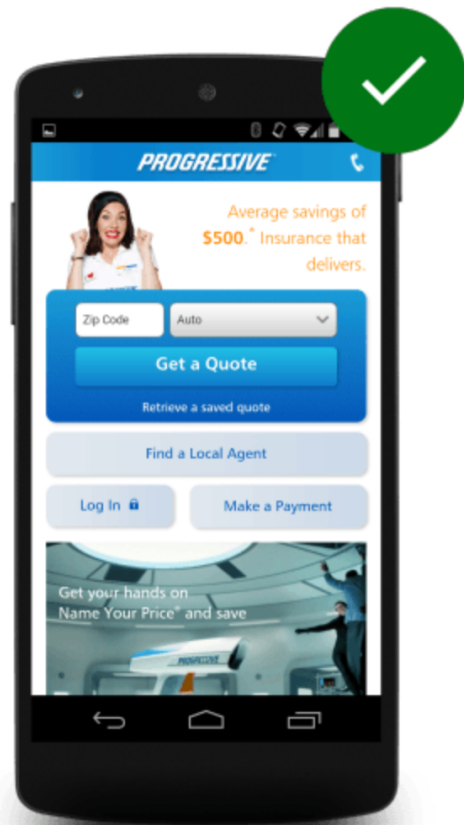 PROGRESSIVE
Average savings of
$500.* Insurance that
delivers.
Zip Code
Auto
Get a Quote
Retrieve a saved quote
Find a Local Agent
Log In
Make a Payment
Get your hands on
Name Your Price® and save
PROGRESSIVE